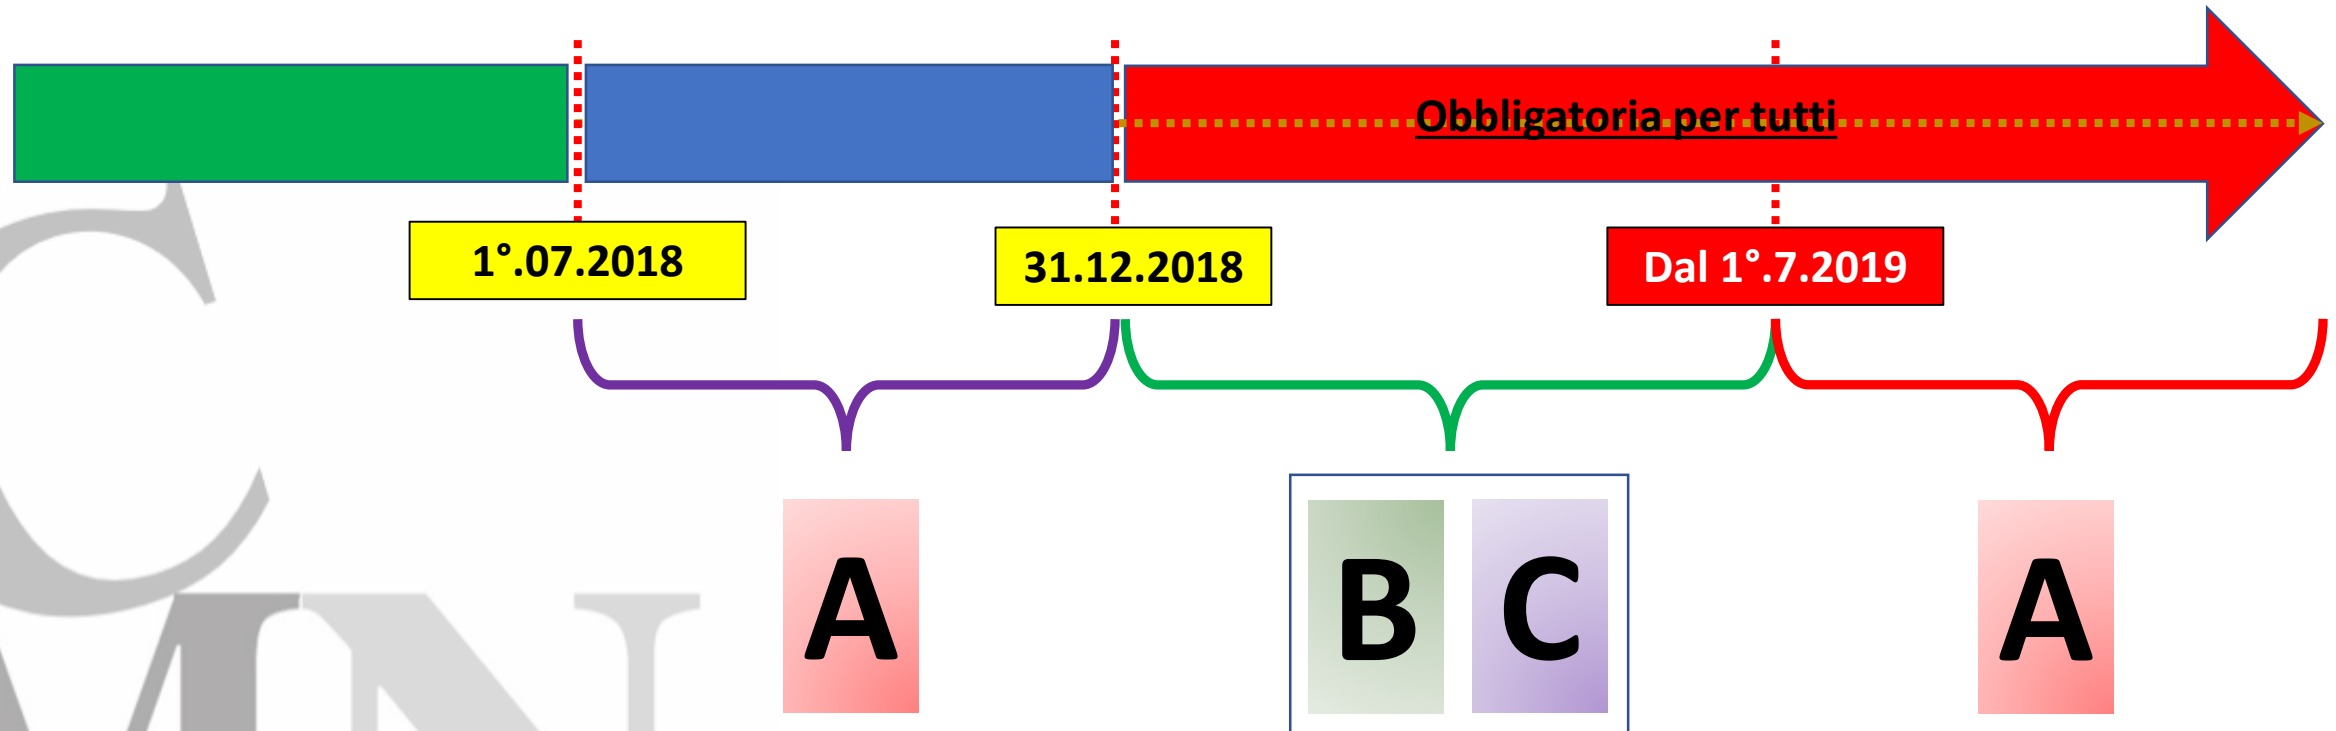 Obbligatoria per tutti
1°.07.2018
31.12.2018
Dal 1°.7.2019
A
B C
A